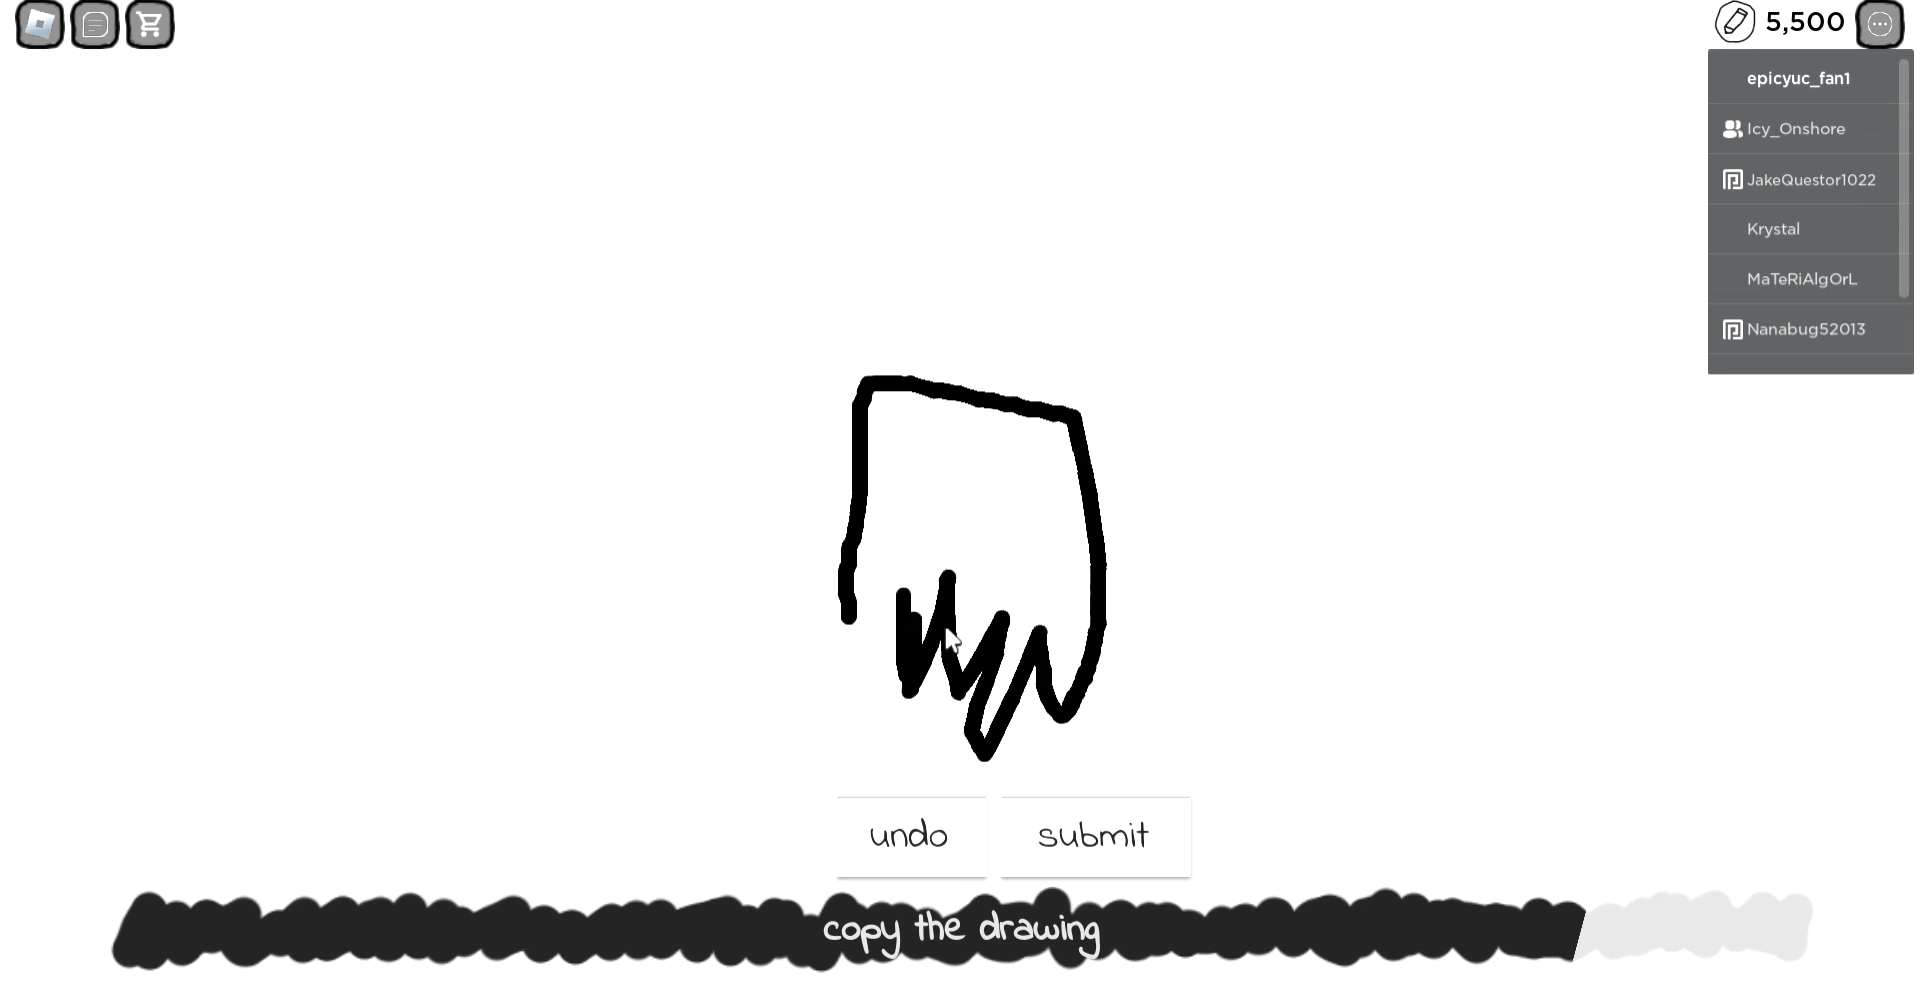 5,500
epicyuc_fan1
Icy_Onshore
JakeQuestor1022
Krystal
MaTeRiAlgOrL
Nanabug52013
undo
submit
copy the drawing